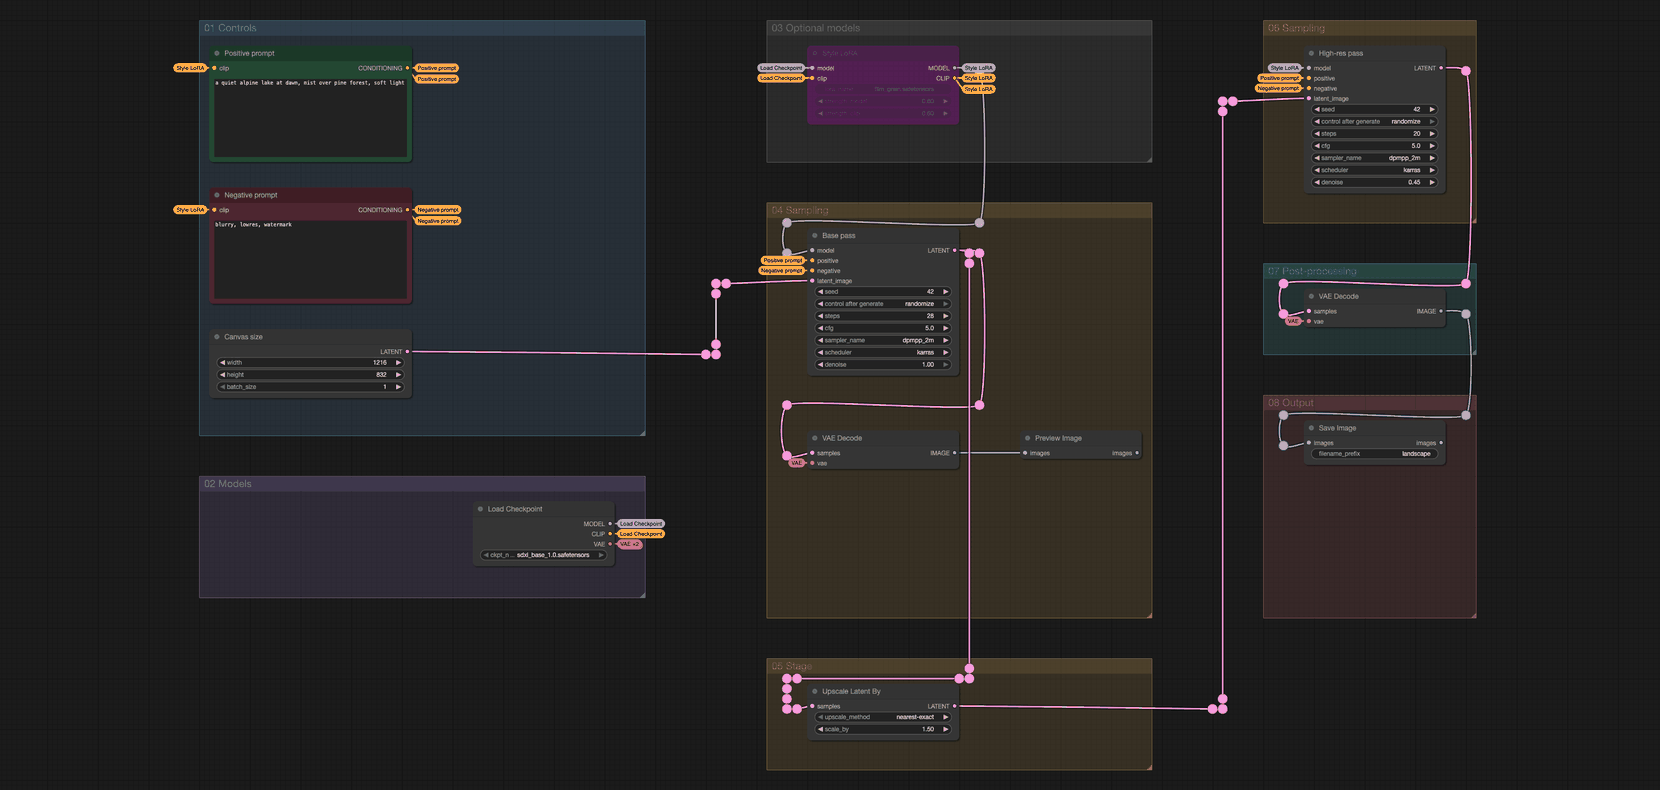 01 Controls
Positive prompt
Style LoRA
clip
CONDITIONING
Positive prompt
Positive prompt
a quiet alpine lake at dawn, mist over pine forest, soft light
Negative prompt
Style LoRA
clip
CONDITIONING
Negative prompt
Negative prompt
blurry, lowres, watermark
Canvas size
LATENT
width 1216
height 832
batch_size 1
02 Models
Load Checkpoint
MODEL
Load Checkpoint
CLIP
Load Checkpoint
VAE
VAE ×2
ckpt_n... sdxl_base_1.0.safetensors
03 Optional models
Style LoRA
Load Checkpoint
model
MODEL
Style LoRA
Load Checkpoint
clip
CLIP
Style LoRA
Style LoRA
04 Sampling
Base pass
model
LATENT
Positive prompt
positive
Negative prompt
negative
latent_image
seed 42
control after generate randomize
steps 28
cfg 5.0
sampler_name dpmpp_2m
scheduler karras
denoise 1.00
VAE Decode
samples
IMAGE
VAE
vae
Preview Image
images
images
05 Stage
Upscale Latent By
samples
LATENT
upscale_method nearest-exact
scale_by 1.50
Sampling
High-res pass
Style LoRA
model
LATENT
Positive prompt
positive
Negative prompt
negative
latent_image
seed 42
control after generate randomize
steps 20
cfg 5.0
sampler_name dpmpp_2m
scheduler karras
denoise 0.45
07 Post-processing
VAE Decode
samples
IMAGE
VAE
vae
08 Output
Save Image
images
images
filename_prefix landscape